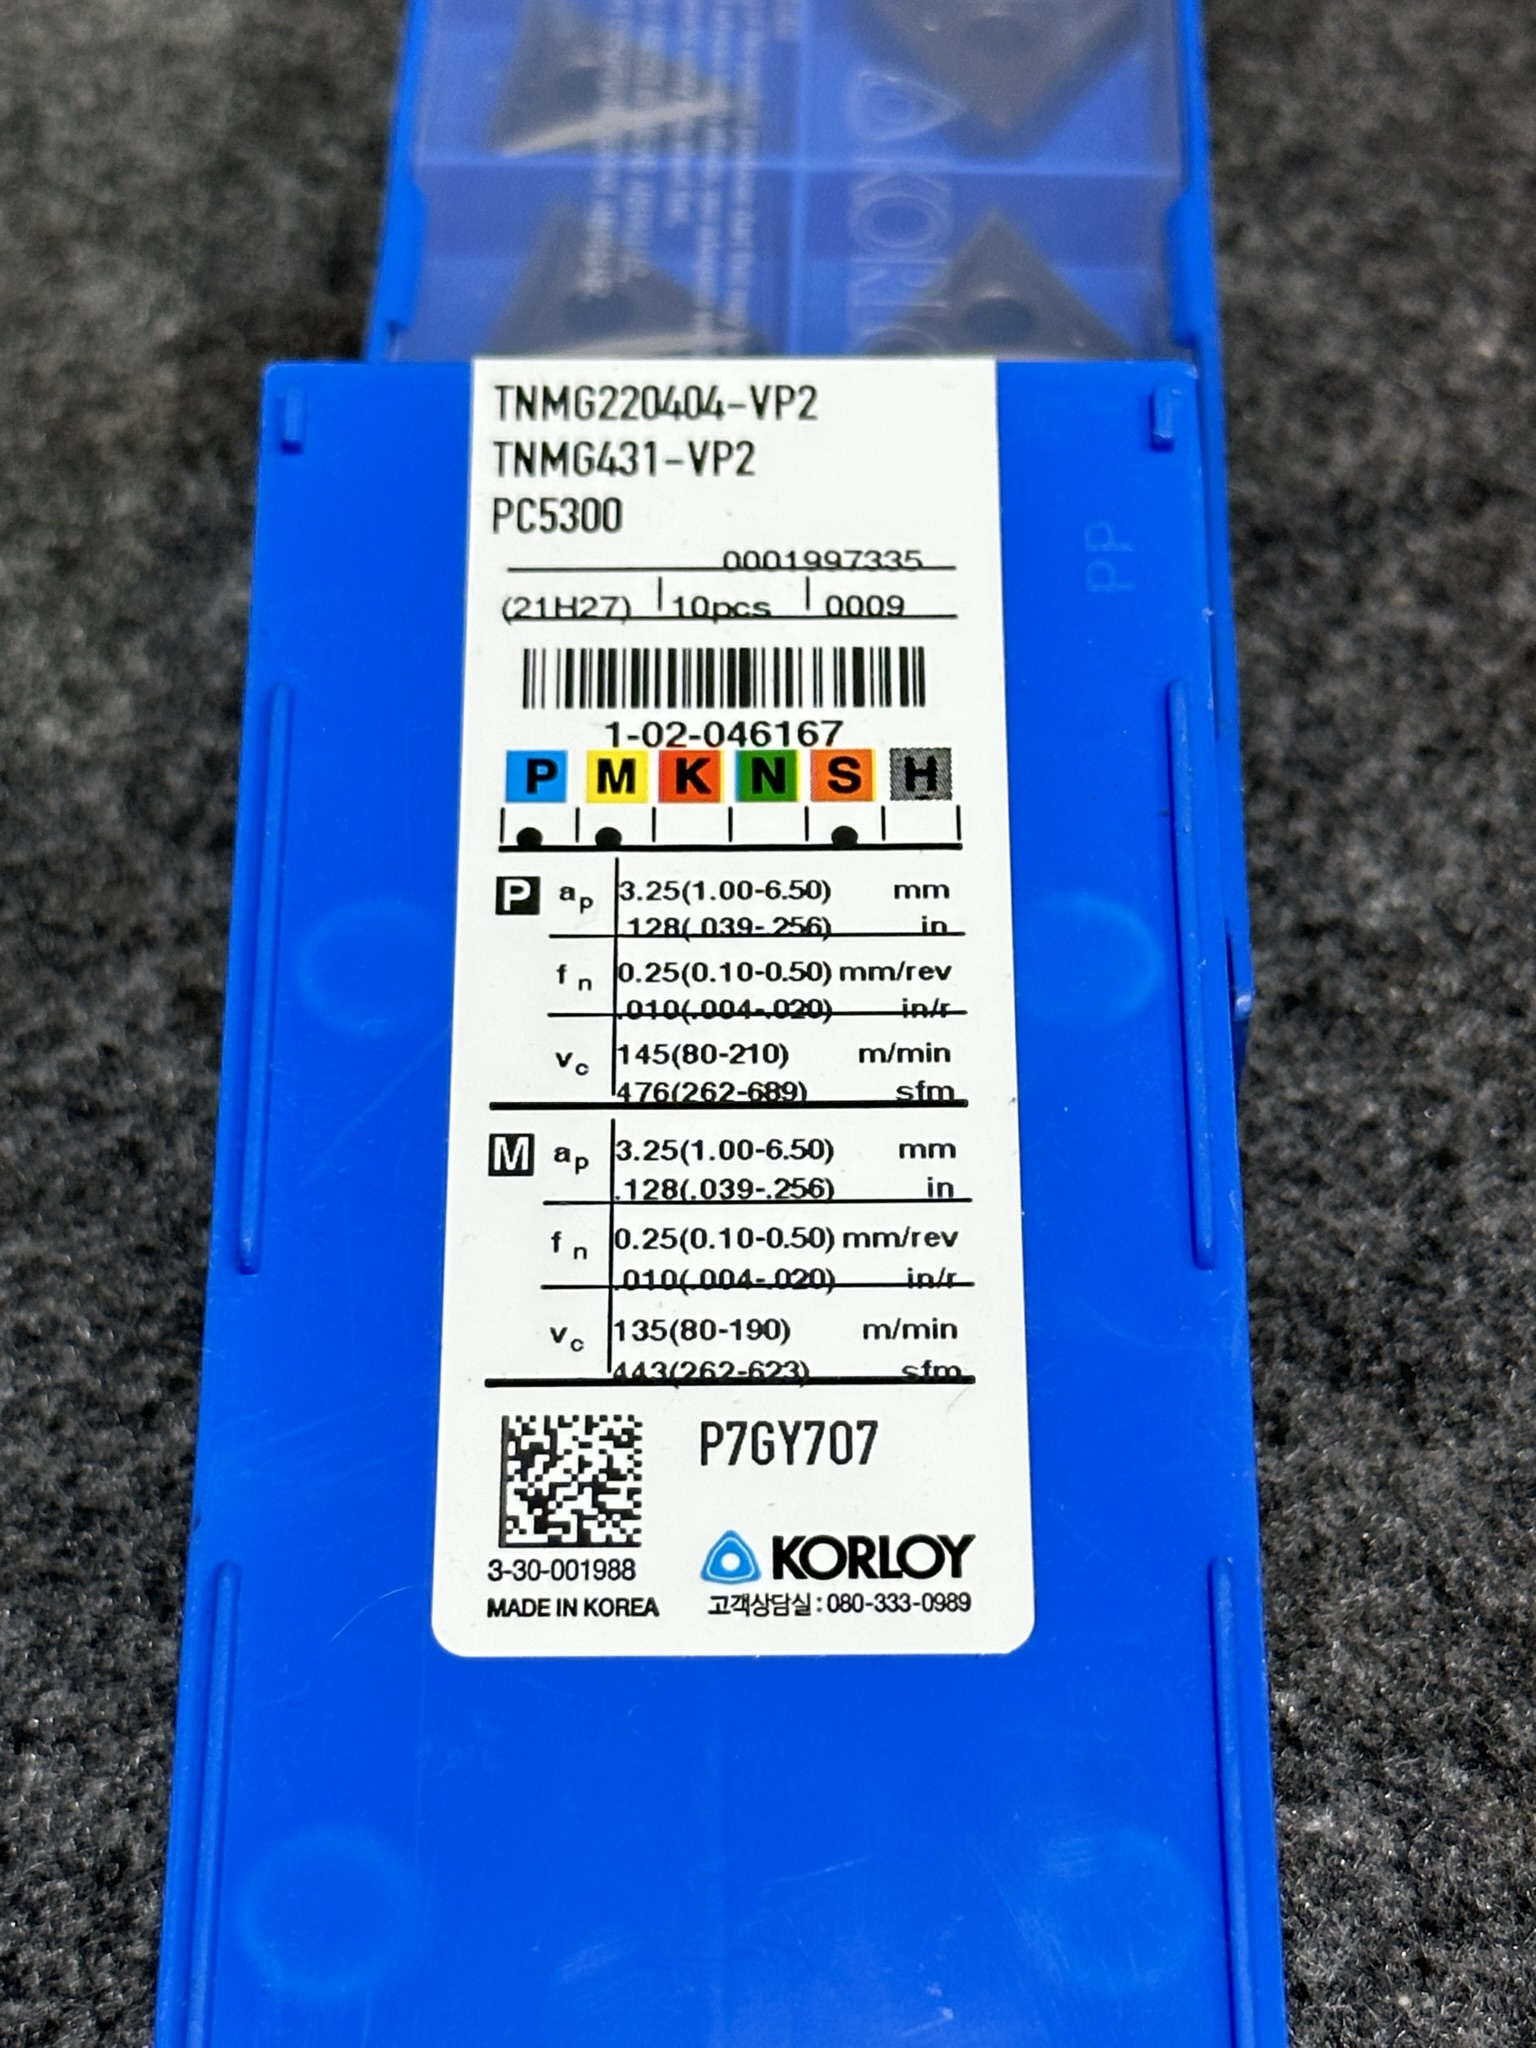 KORLOY
KORLO
PP
TNMG220404-VP2
TNMG431-VP2
PC5300
0001997335
(21H27) 10pcs 0009
1-02-046167
P M K N S H
P ap 3.25(1.00-6.50) mm
.128(.039-.256) in
fn 0.25(0.10-0.50) mm/rev
.010(.004-.020) in/r
vc 145(80-210) m/min
476(262-689) sfm
M ap 3.25(1.00-6.50) mm
.128(.039-.256) in
fn 0.25(0.10-0.50) mm/rev
.010(.004-.020) in/r
vc 135(80-190) m/min
443(262-623) sfm
P7GY707
3-30-001988
KORLOY
MADE IN KOREA
고객상담실 : 080-333-0989